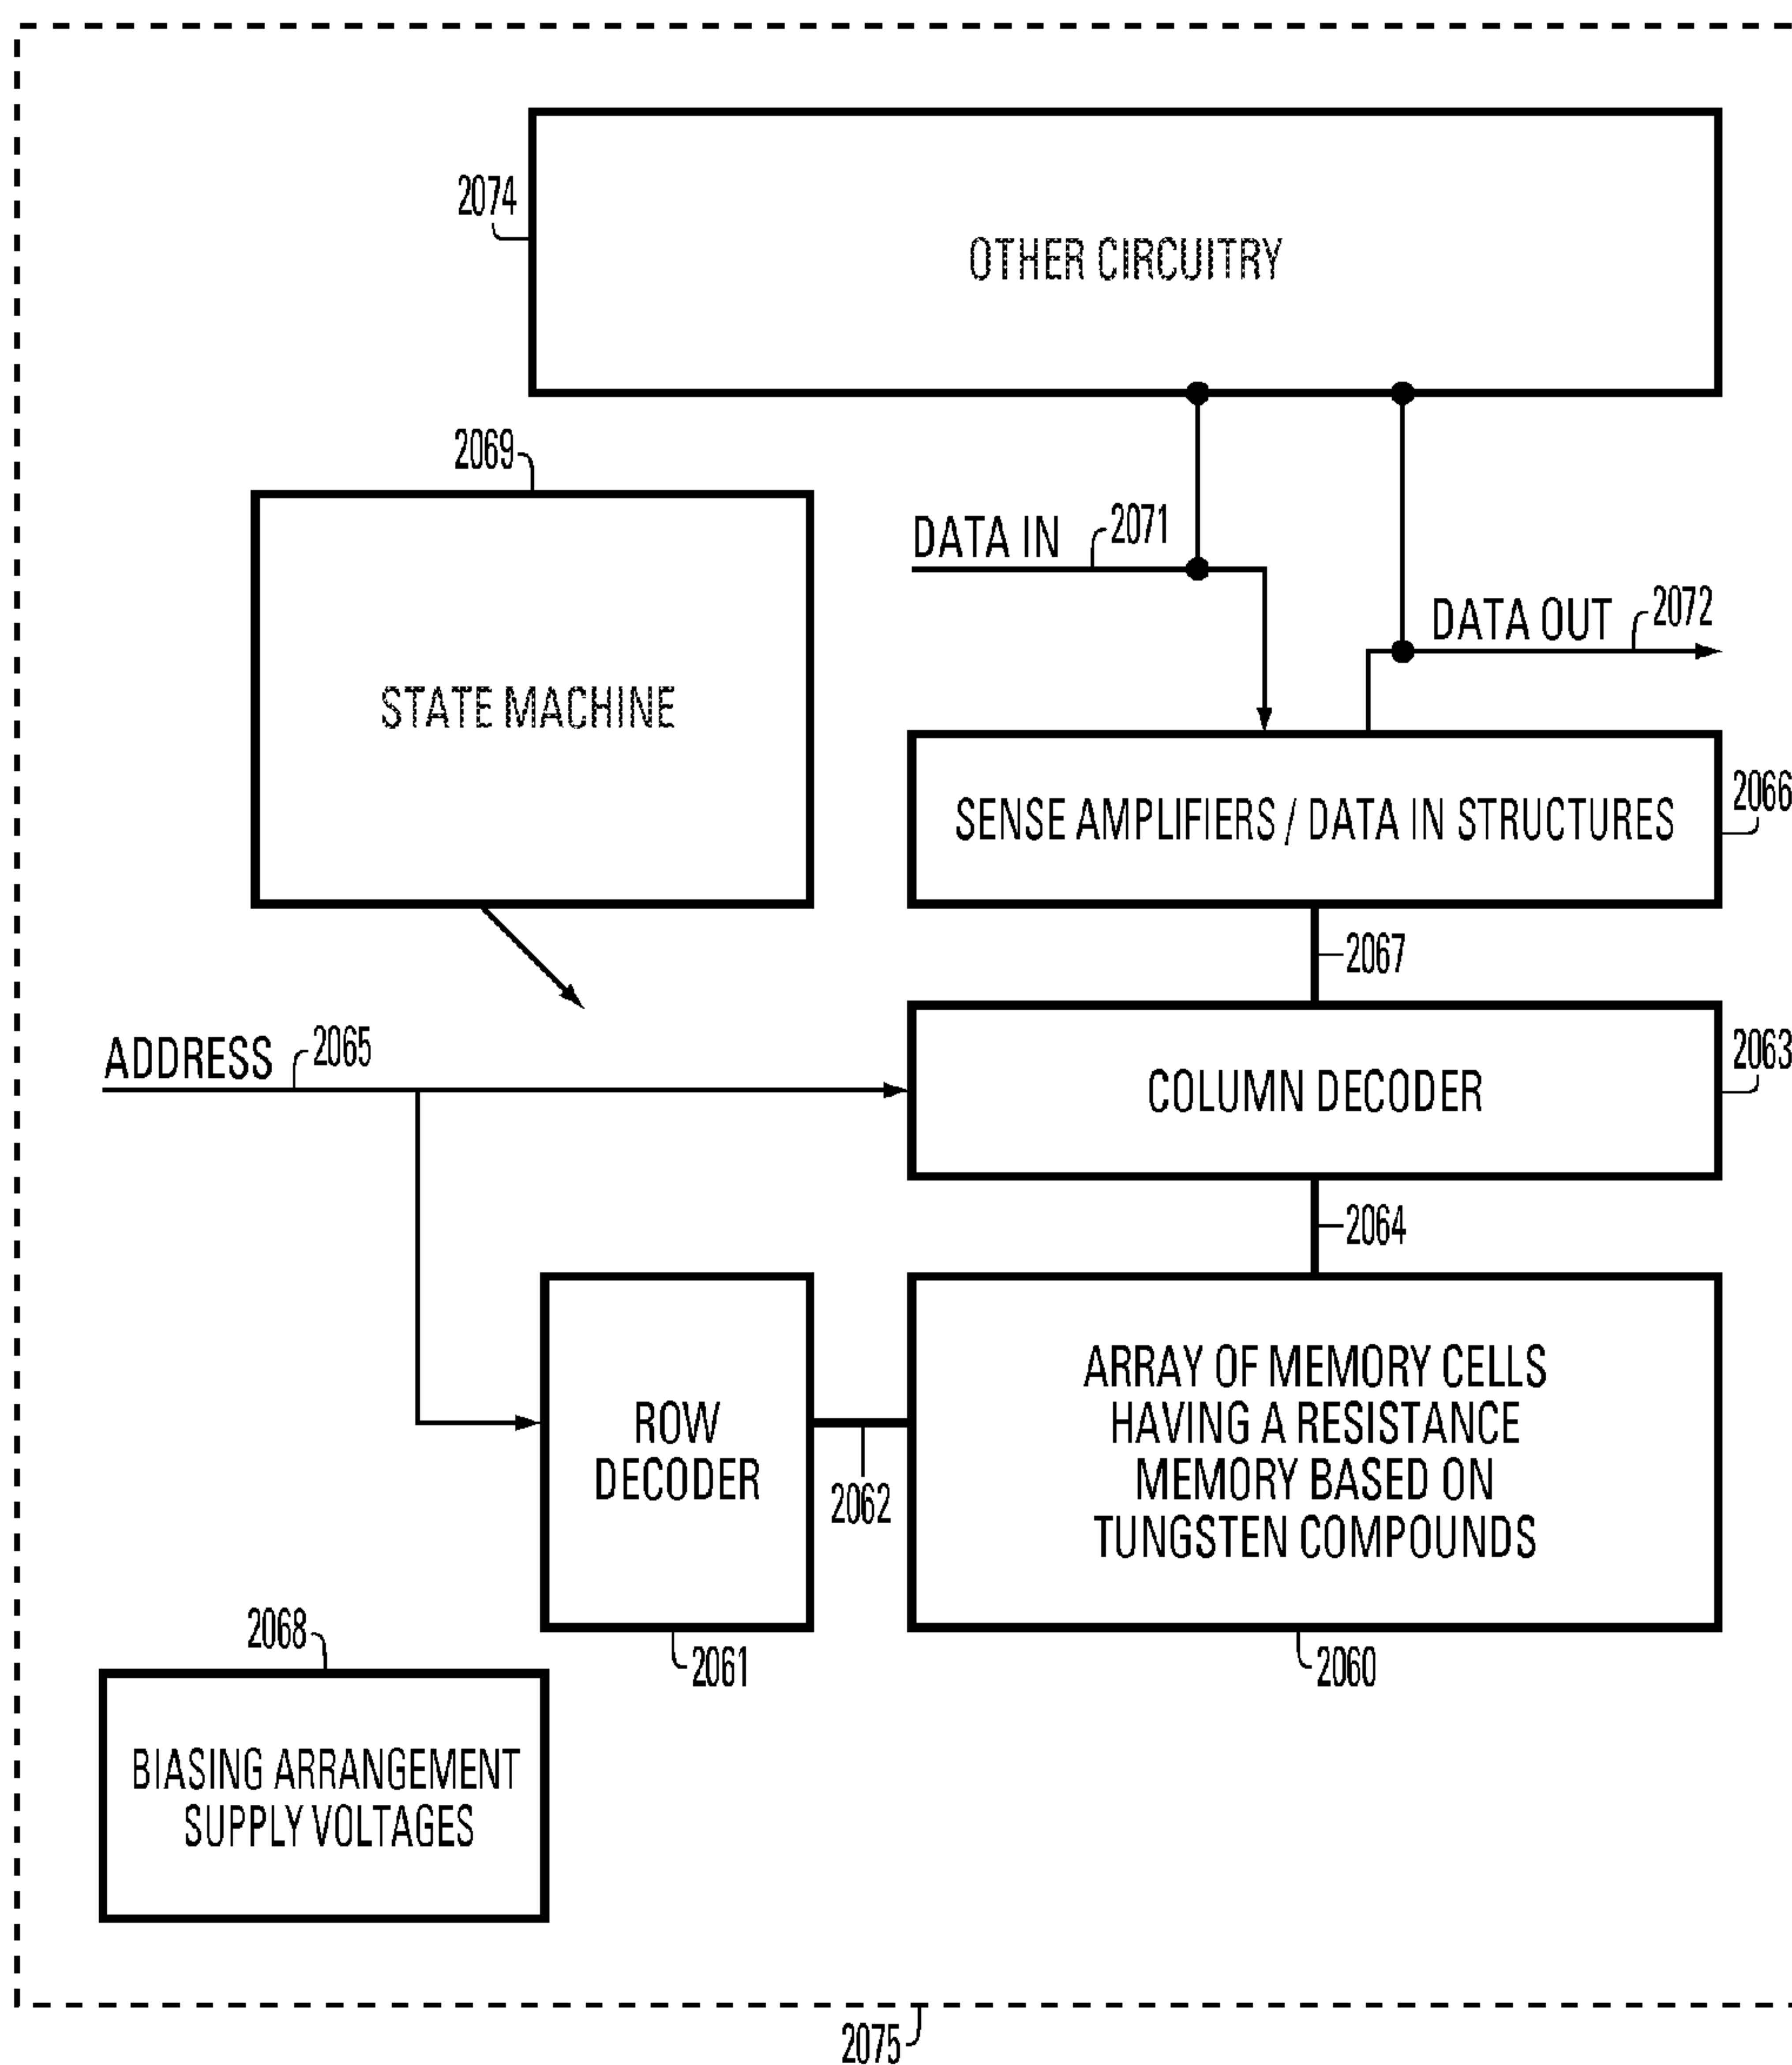 2074
OTHER CIRCUITRY
2069
DATA IN
2071
DATA OUT
2072
STATE MACHINE
SENSE AMPLIFIERS / DATA IN STRUCTURES
2066
2067
ADDRESS
2065
COLUMN DECODER
2063
2064
ROW
DECODER
2062
ARRAY OF MEMORY CELLS
HAVING A RESISTANCE
MEMORY BASED ON
TUNGSTEN COMPOUNDS
2068
2061
2060
BIASING ARRANGEMENT
SUPPLY VOLTAGES
2075